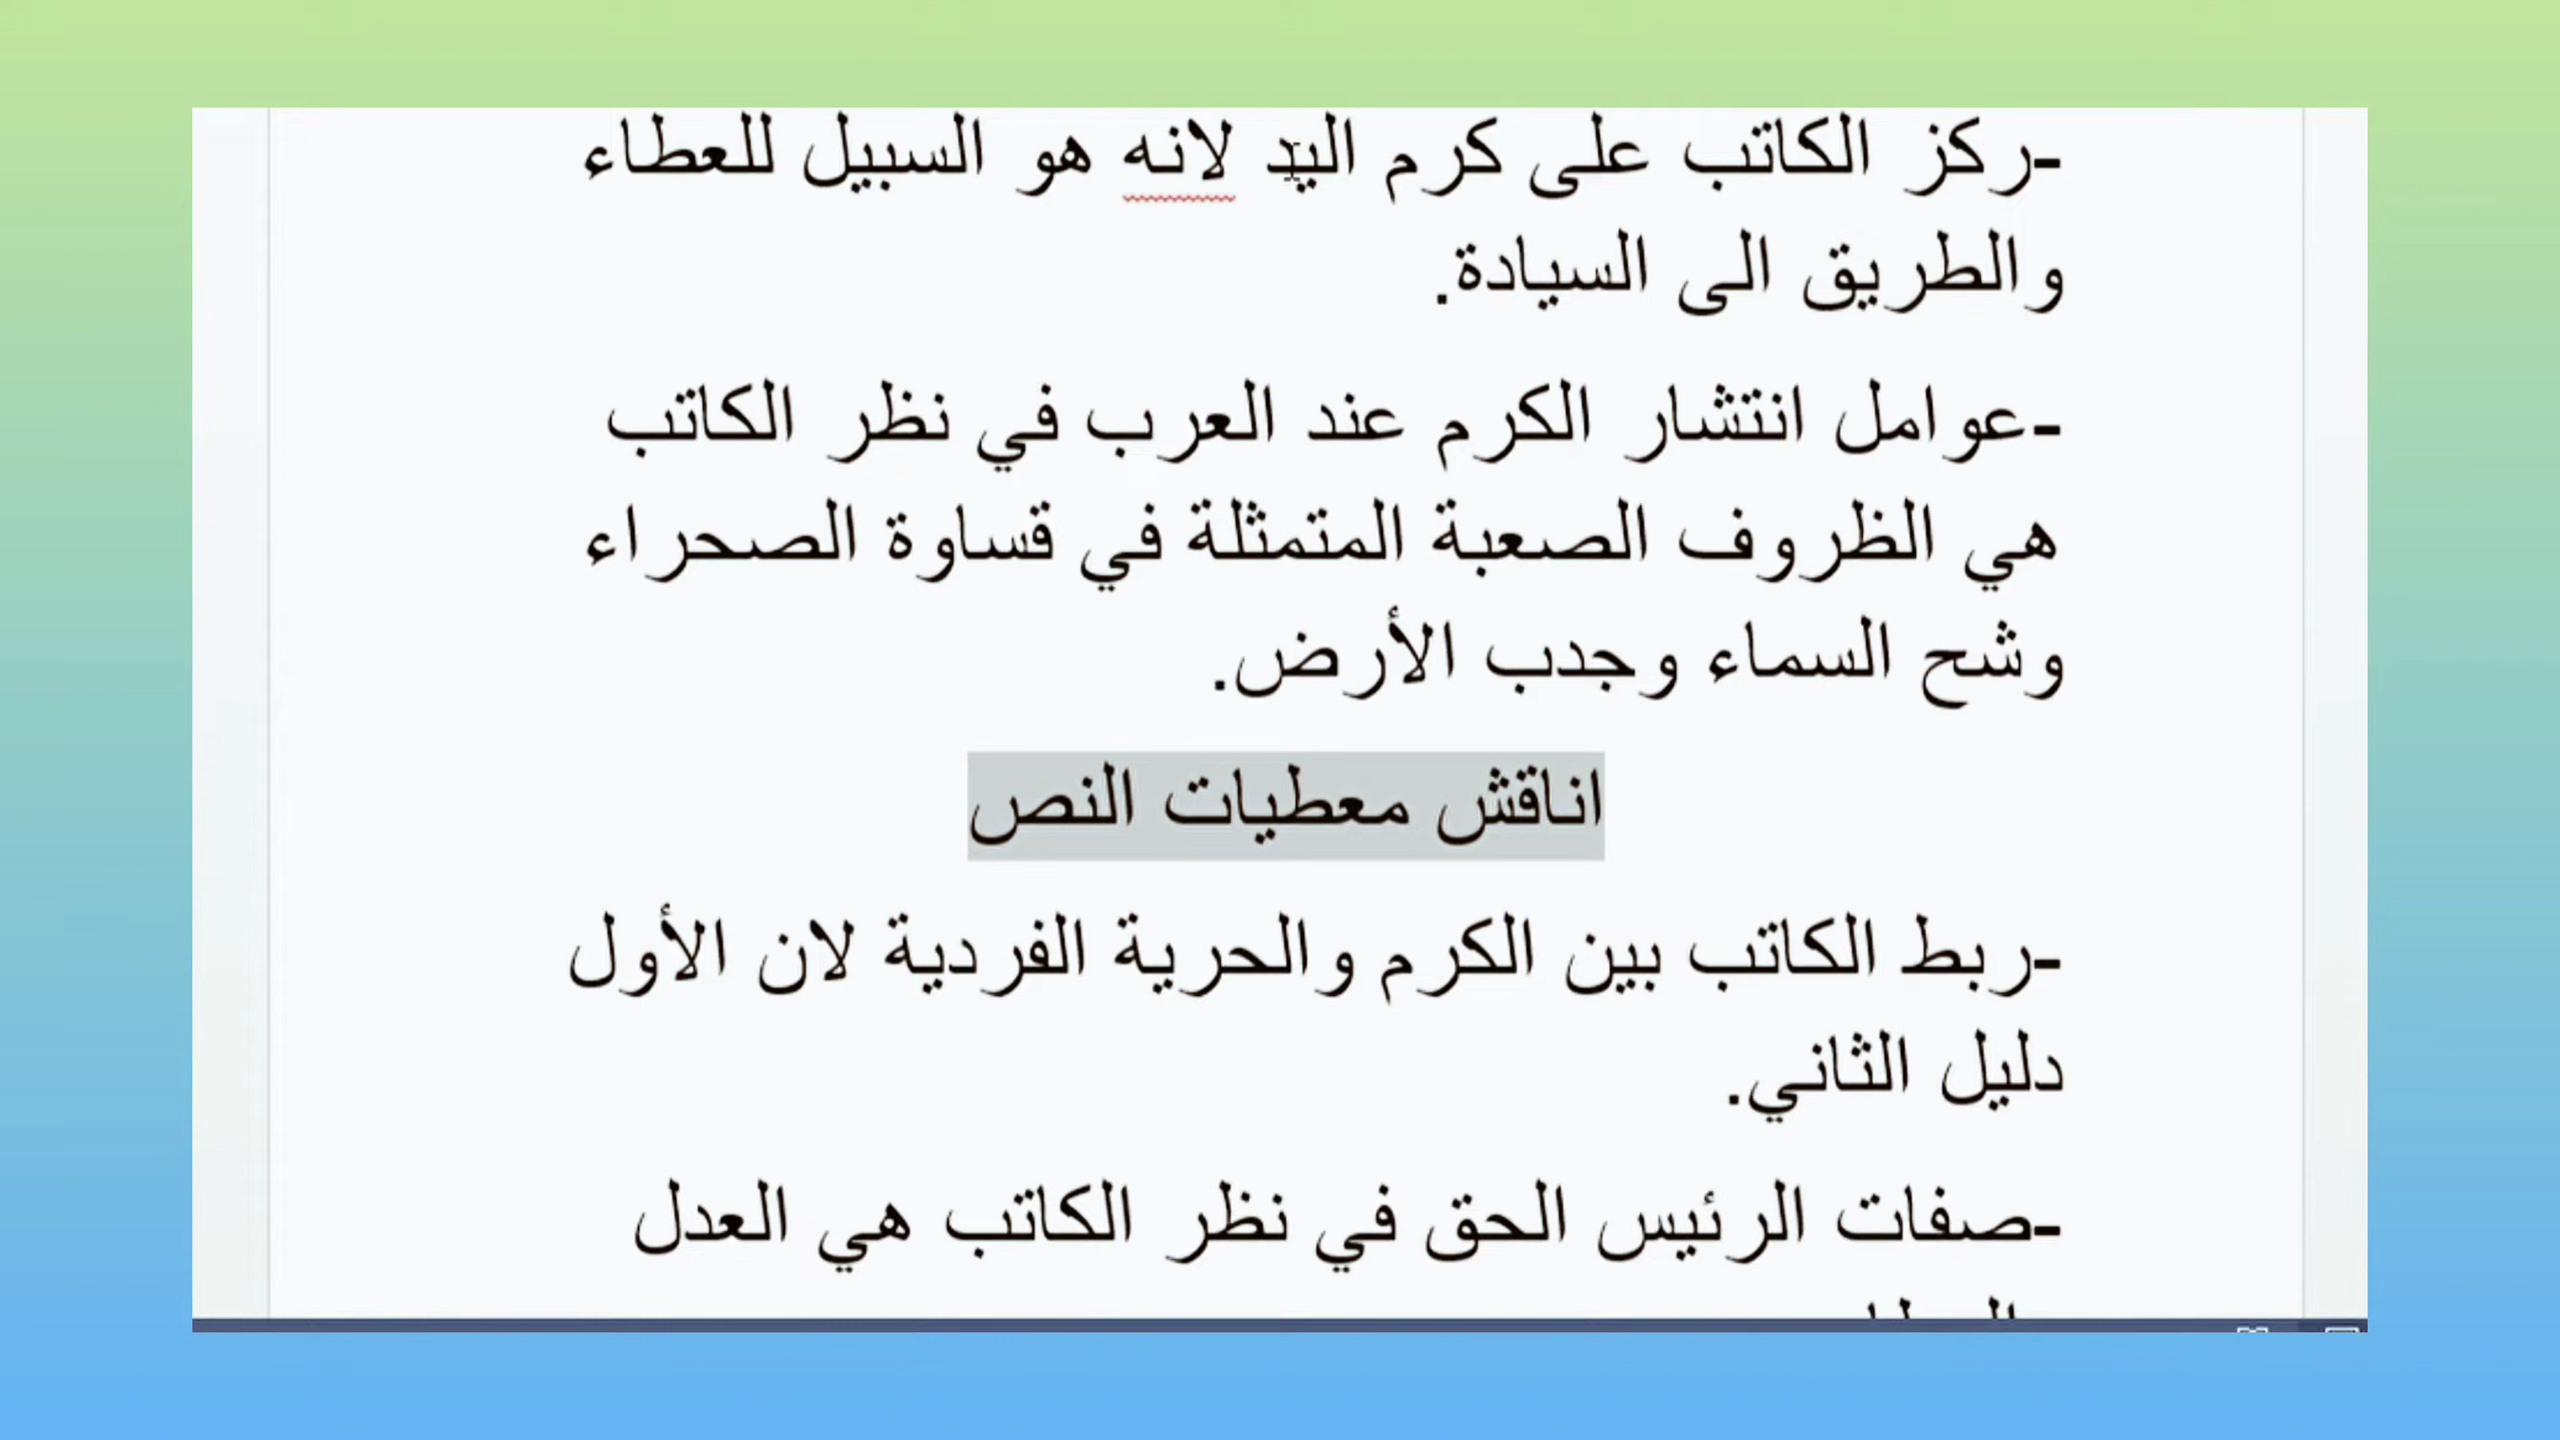 -ركز الكاتب على كرم اليد لانه هو السبيل للعطاء
والطريق الى السيادة.
-عوامل انتشار الكرم عند العرب في نظر الكاتب
هي الظروف الصعبة المتمثلة في قساوة الصحراء
وشح السماء وجدب الأرض.
اناقش معطيات النص
-ربط الكاتب بين الكرم والحرية الفردية لان الأول
دليل الثاني.
-صفات الرئيس الحق في نظر الكاتب هي العدل